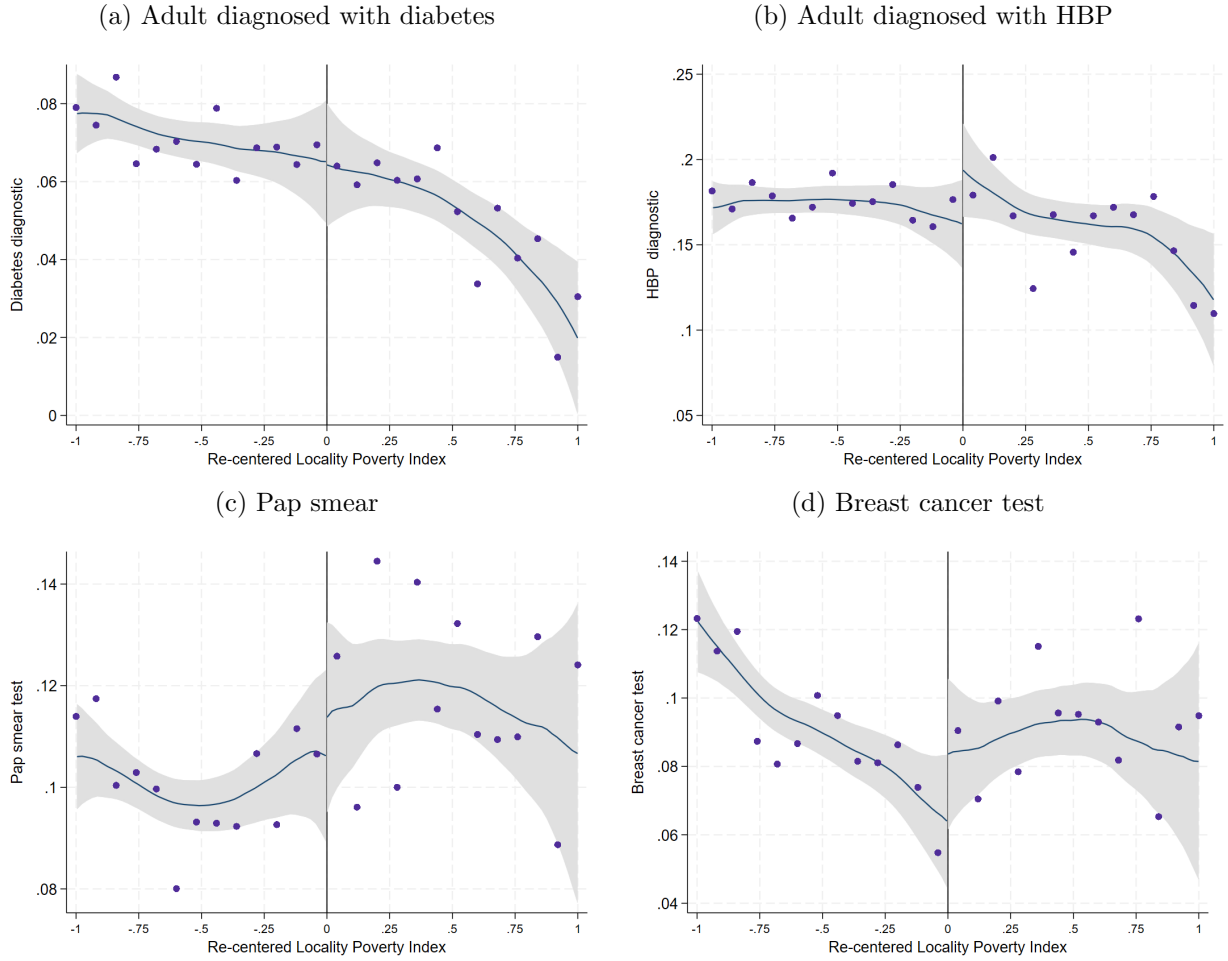 (a) Adult diagnosed with diabetes
Diabetes diagnostic
.08
.06
.04
.02
0
-1 -.75 -.5 -.25 0 .25 .5 .75 1
Re-centered Locality Poverty Index
(b) Adult diagnosed with HBP
HBP diagnostic
.25
.2
.15
.1
.05
-1 -.75 -.5 -.25 0 .25 .5 .75 1
Re-centered Locality Poverty Index
(c) Pap smear
Pap smear test
.14
.12
.1
.08
-1 -.75 -.5 -.25 0 .25 .5 .75 1
Re-centered Locality Poverty Index
(d) Breast cancer test
Breast cancer test
.14
.12
.1
.08
.06
.04
-1 -.75 -.5 -.25 0 .25 .5 .75 1
Re-centered Locality Poverty Index